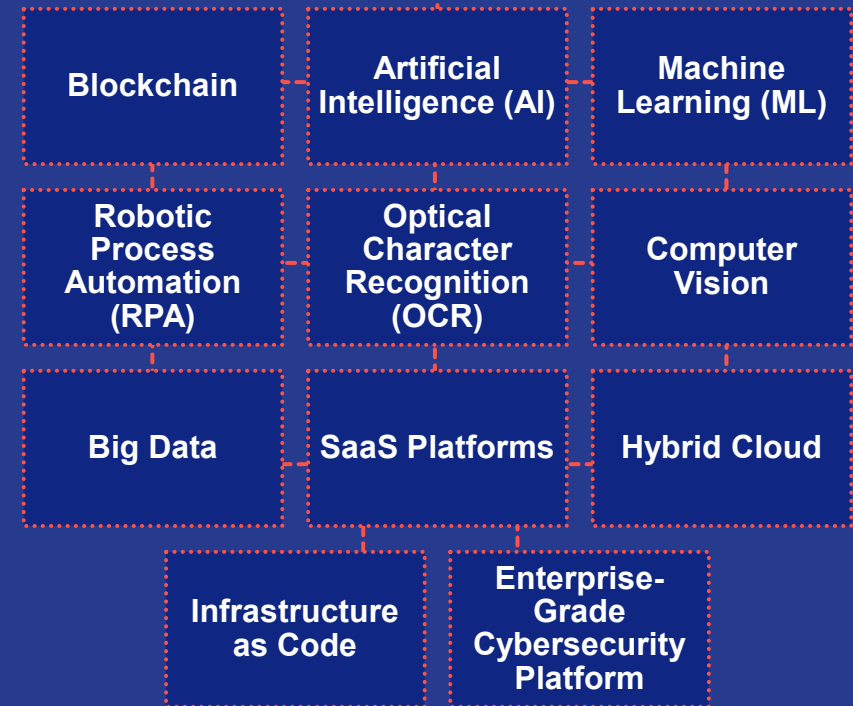 Blockchain
Artificial
Intelligence (AI)
Machine
Learning (ML)
Robotic
Process
Automation
(RPA)
Optical
Character
Recognition
(OCR)
Computer
Vision
Big Data
SaaS Platforms
Hybrid Cloud
Infrastructure
as Code
Enterprise-
Grade
Cybersecurity
Platform